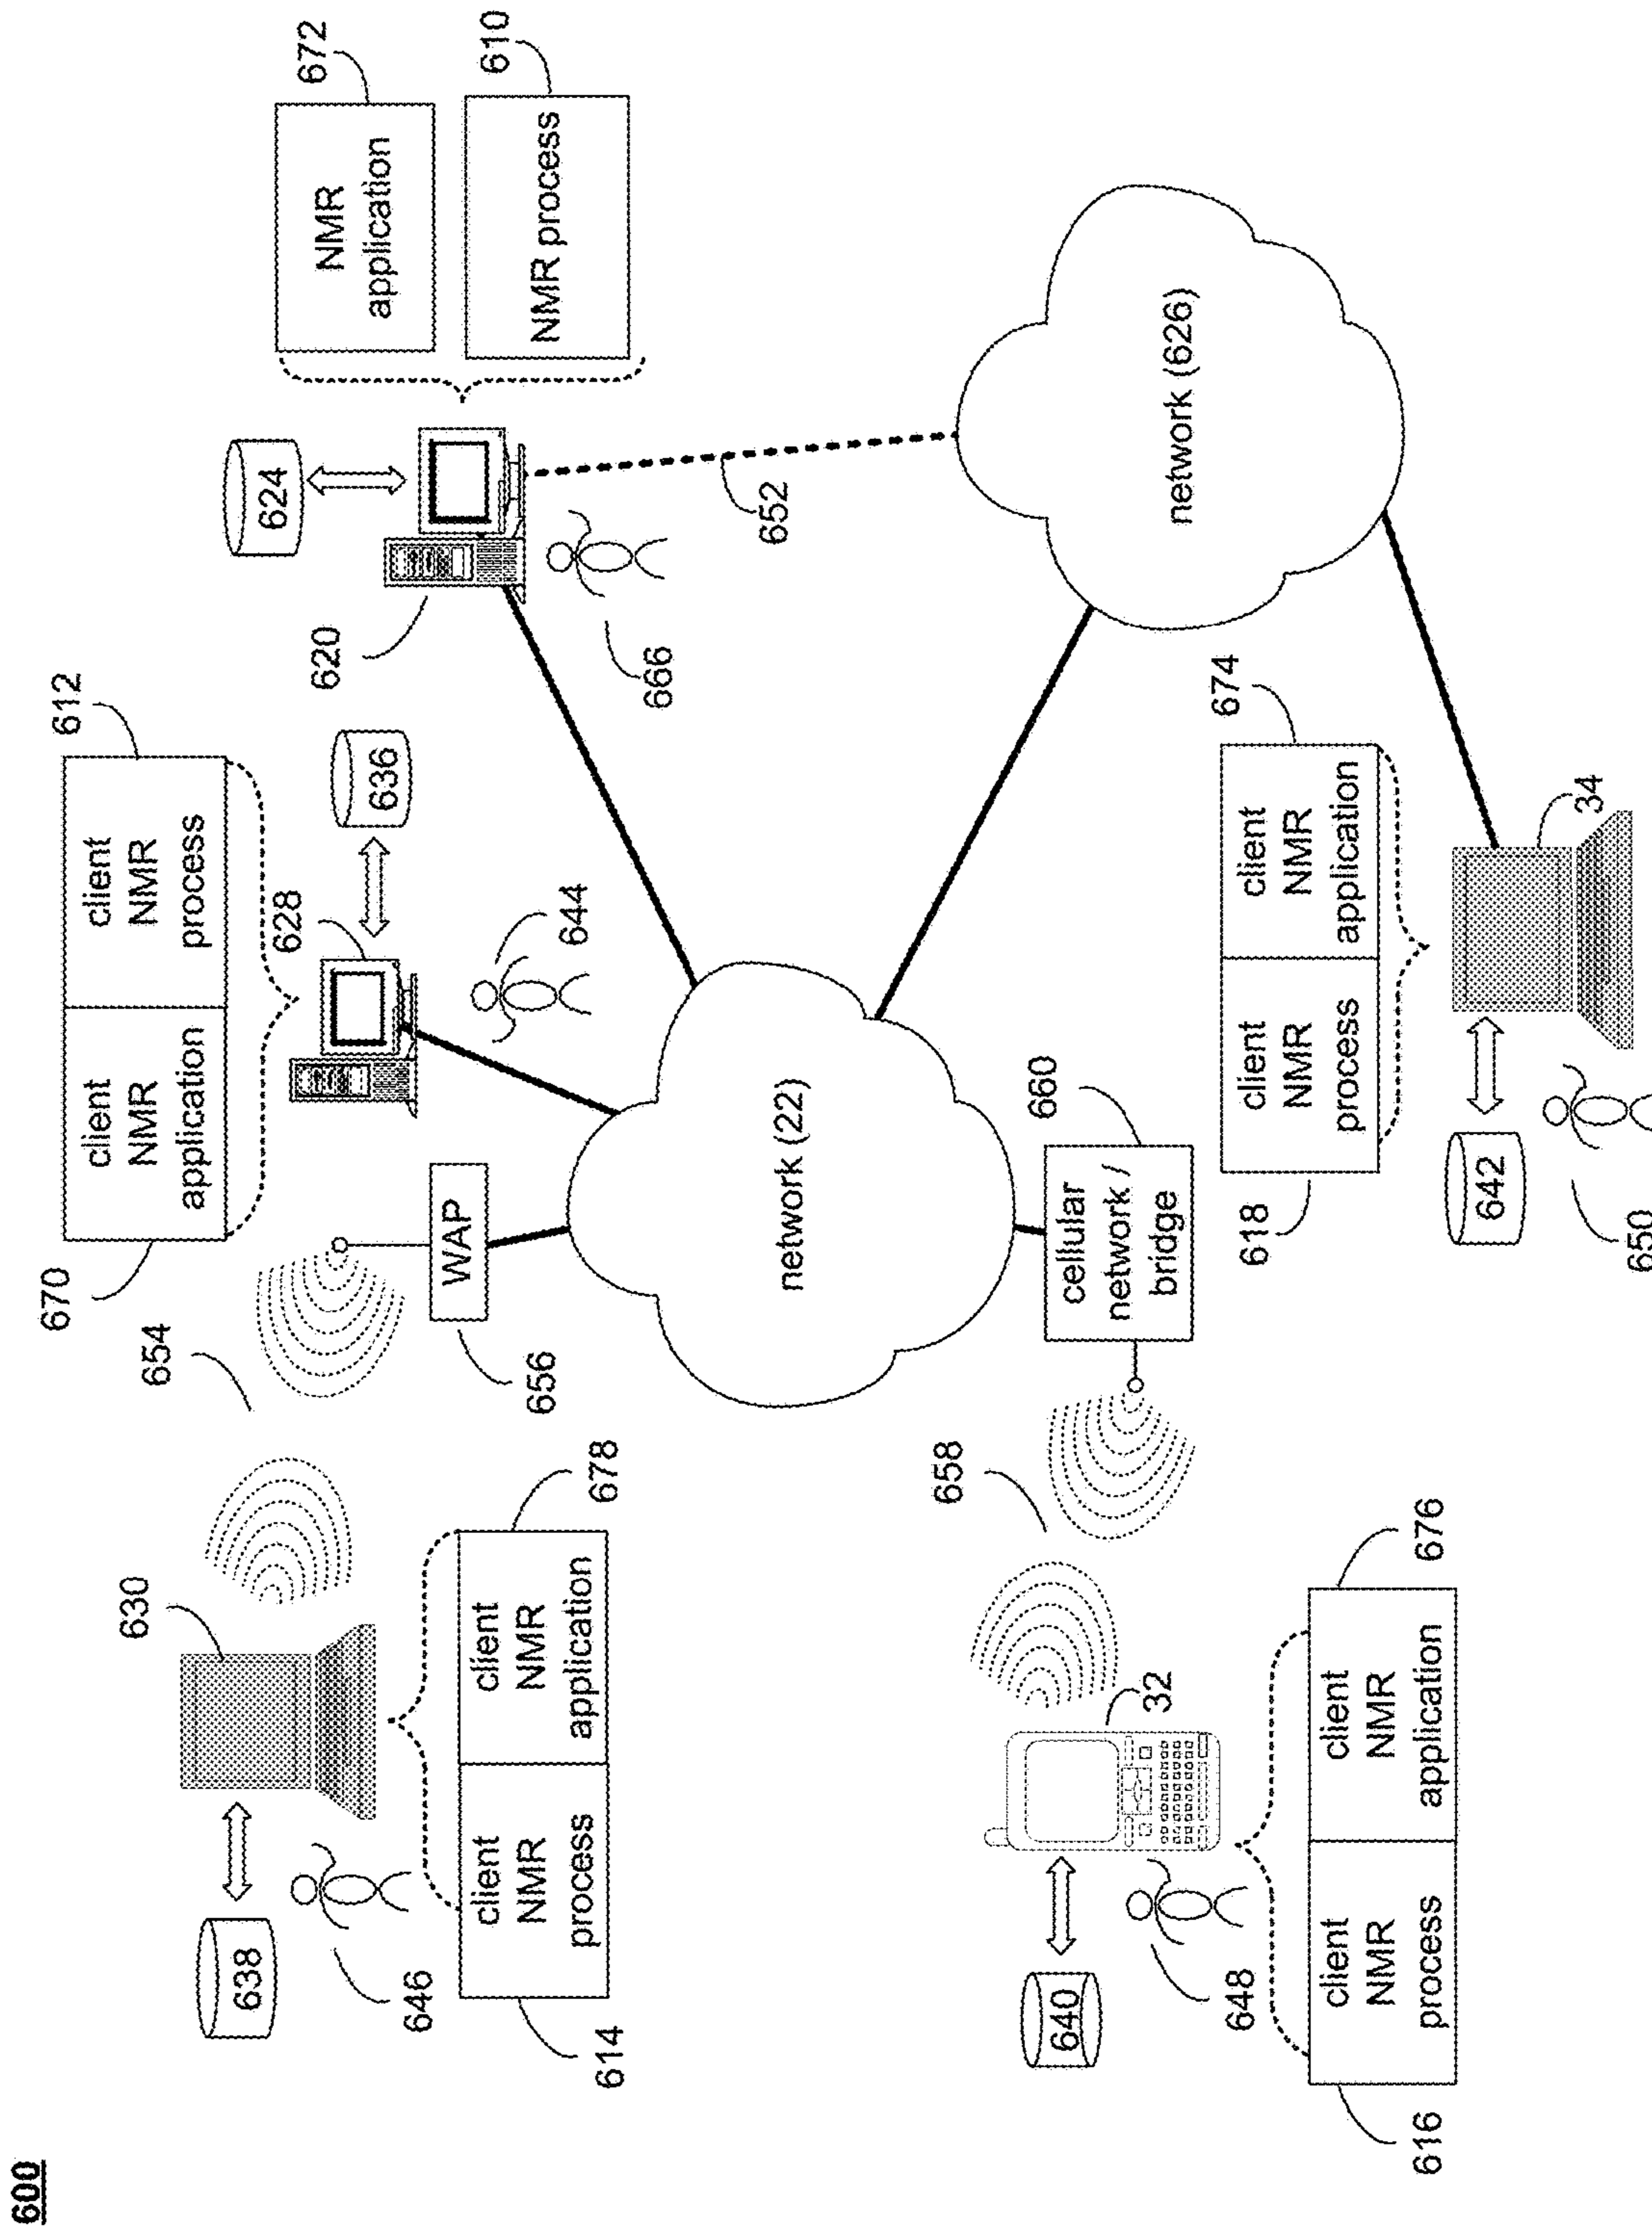 600
638
630
654
646
614
client
NMR
process
client
NMR
application
678
670
client
NMR
application
client
NMR
process
612
628
636
WAP
656
644
624
620
666
672
NMR
application
610
NMR process
652
network (22)
network (626)
658
640
32
648
616
client
NMR
process
client
NMR
application
676
cellular
network /
bridge
660
618
client
NMR
process
client
NMR
application
674
642
34
650